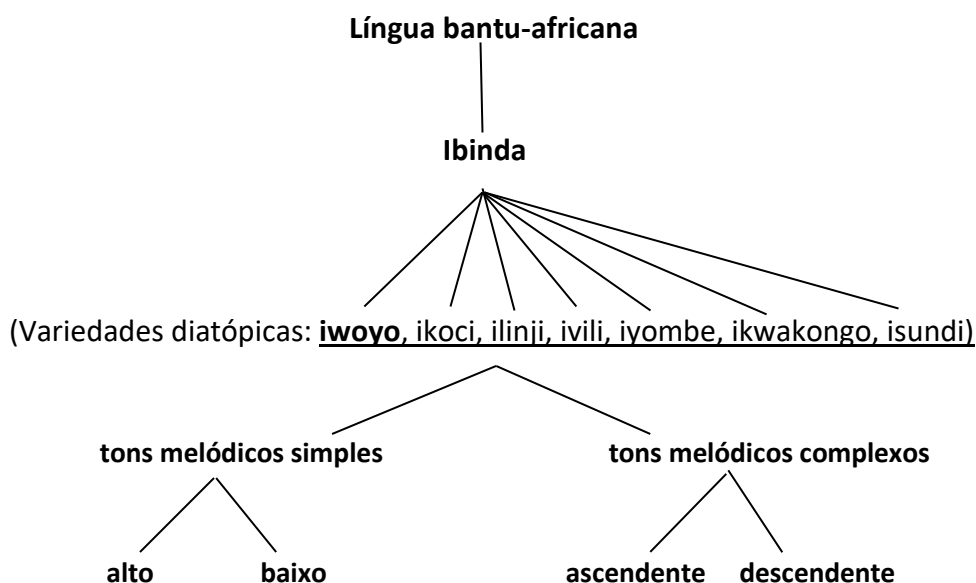 Língua bantu-africana
Ibinda
(Variedades diatópicas: iwoyo, ikoci, ilinji, ivili, iyombe, ikwakongo, isundi)
tons melódicos simples tons melódicos complexos
alto baixo ascendente descendente